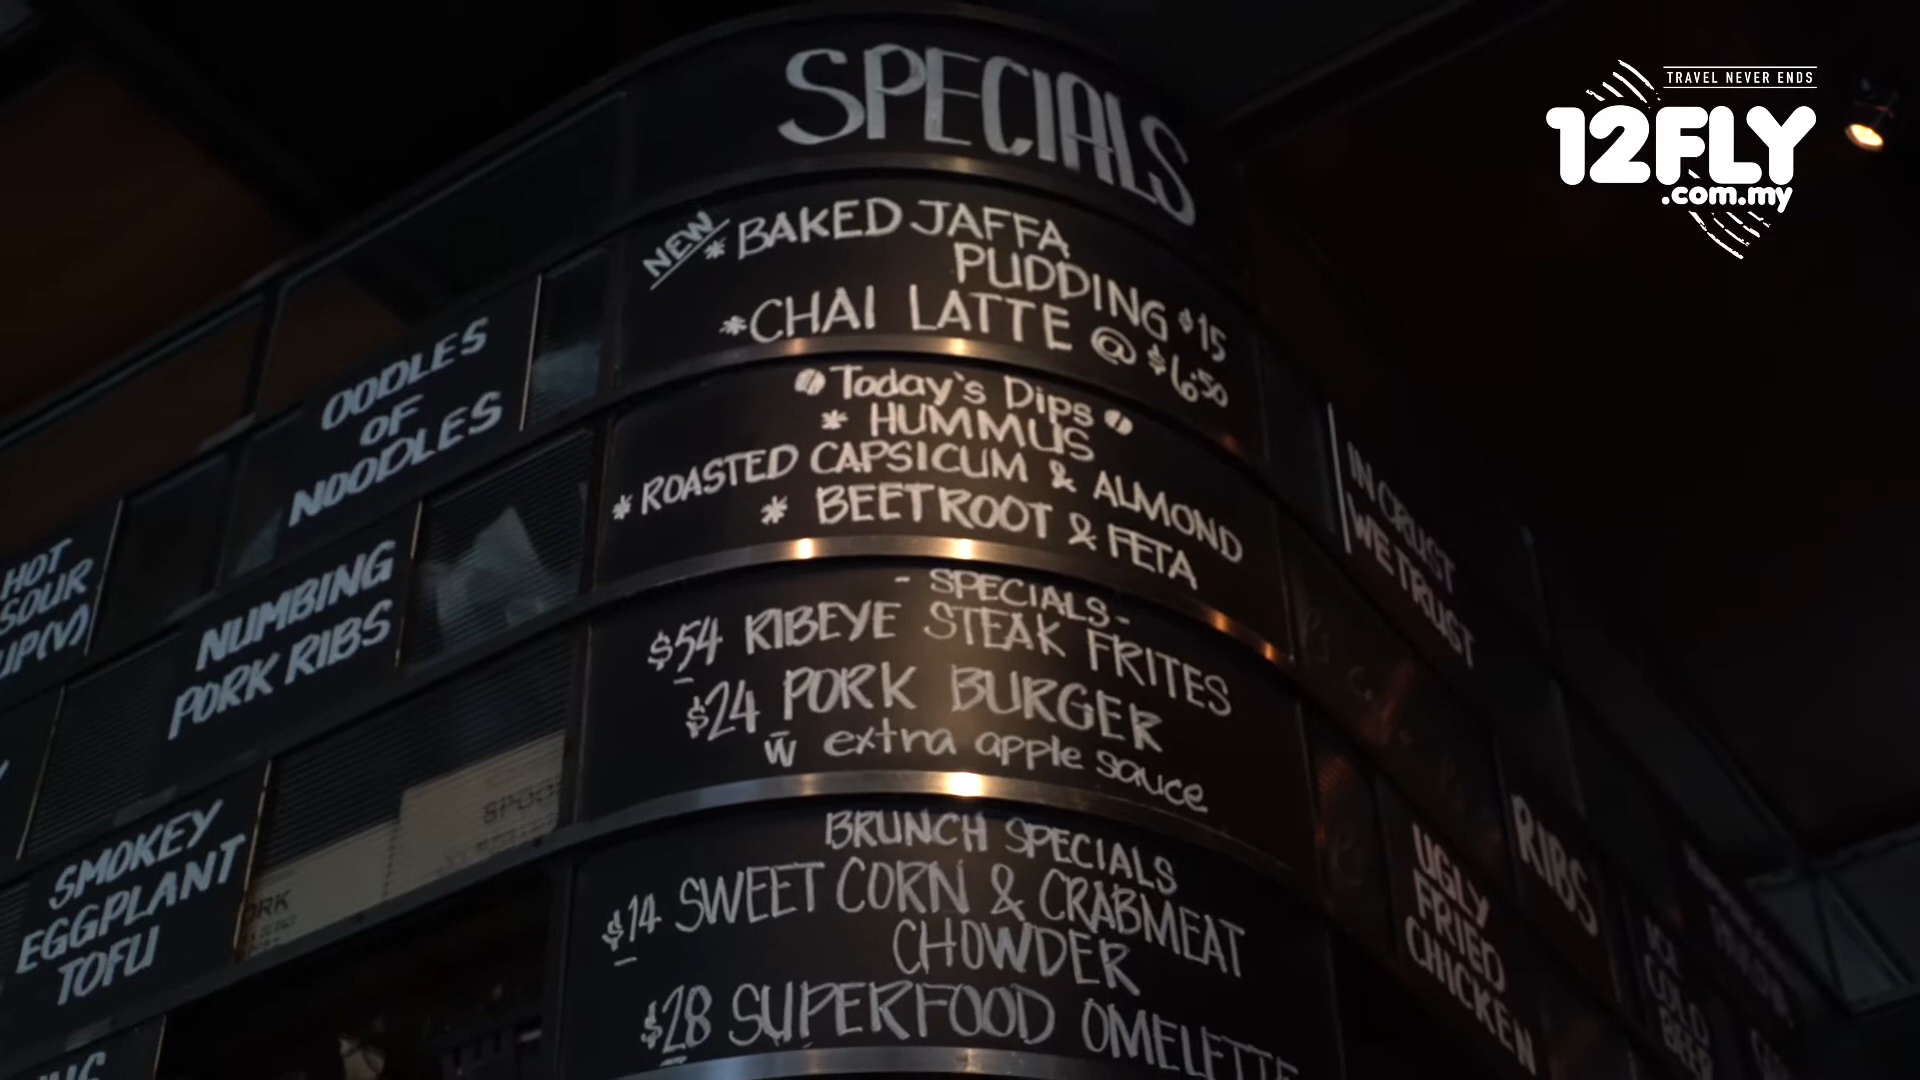 SPECIALS
NEW
* BAKED JAFFA
PUDDING $15
* CHAI LATTE @ $6.50
Today's Dips
* HUMMUS
* ROASTED CAPSICUM & ALMOND
* BEETROOT & FETA
- SPECIALS -
$54 RIBEYE STEAK FRITES
$24 PORK BURGER
W extra apple sauce
BRUNCH SPECIALS
$14 SWEET CORN & CRABMEAT
CHOWDER
$28 SUPERFOOD OMELETTE
OODLES
OF
NOODLES
HOT
SOUR
UP(V)
NUMBING
PORK RIBS
SMOKEY
EGGPLANT
TOFU
IN CRUST
WE TRUST
UGLY
FRIED
CHICKEN
RIBS
ICE
COLD
BEER
TRAVEL NEVER ENDS
12FLY
.com.my